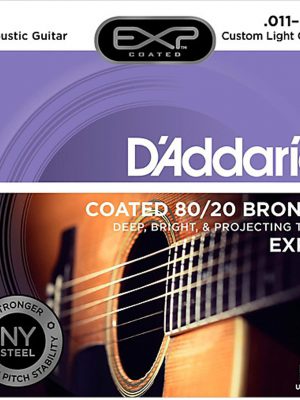 ustic Guitar
EXP™
COATED
.011-
Custom Light G
D'Addari
COATED 80/20 BRON
DEEP, BRIGHT, & PROJECTING T
EXP
STRONGER
NY
STEEL
PITCH STABILITY
U